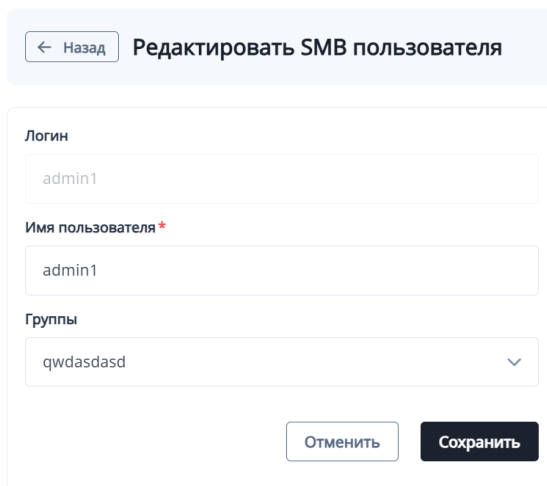 ← Назад
Редактировать SMB пользователя
Логин
admin1
Имя пользователя *
admin1
Группы
qwdasdasd
Отменить
Сохранить